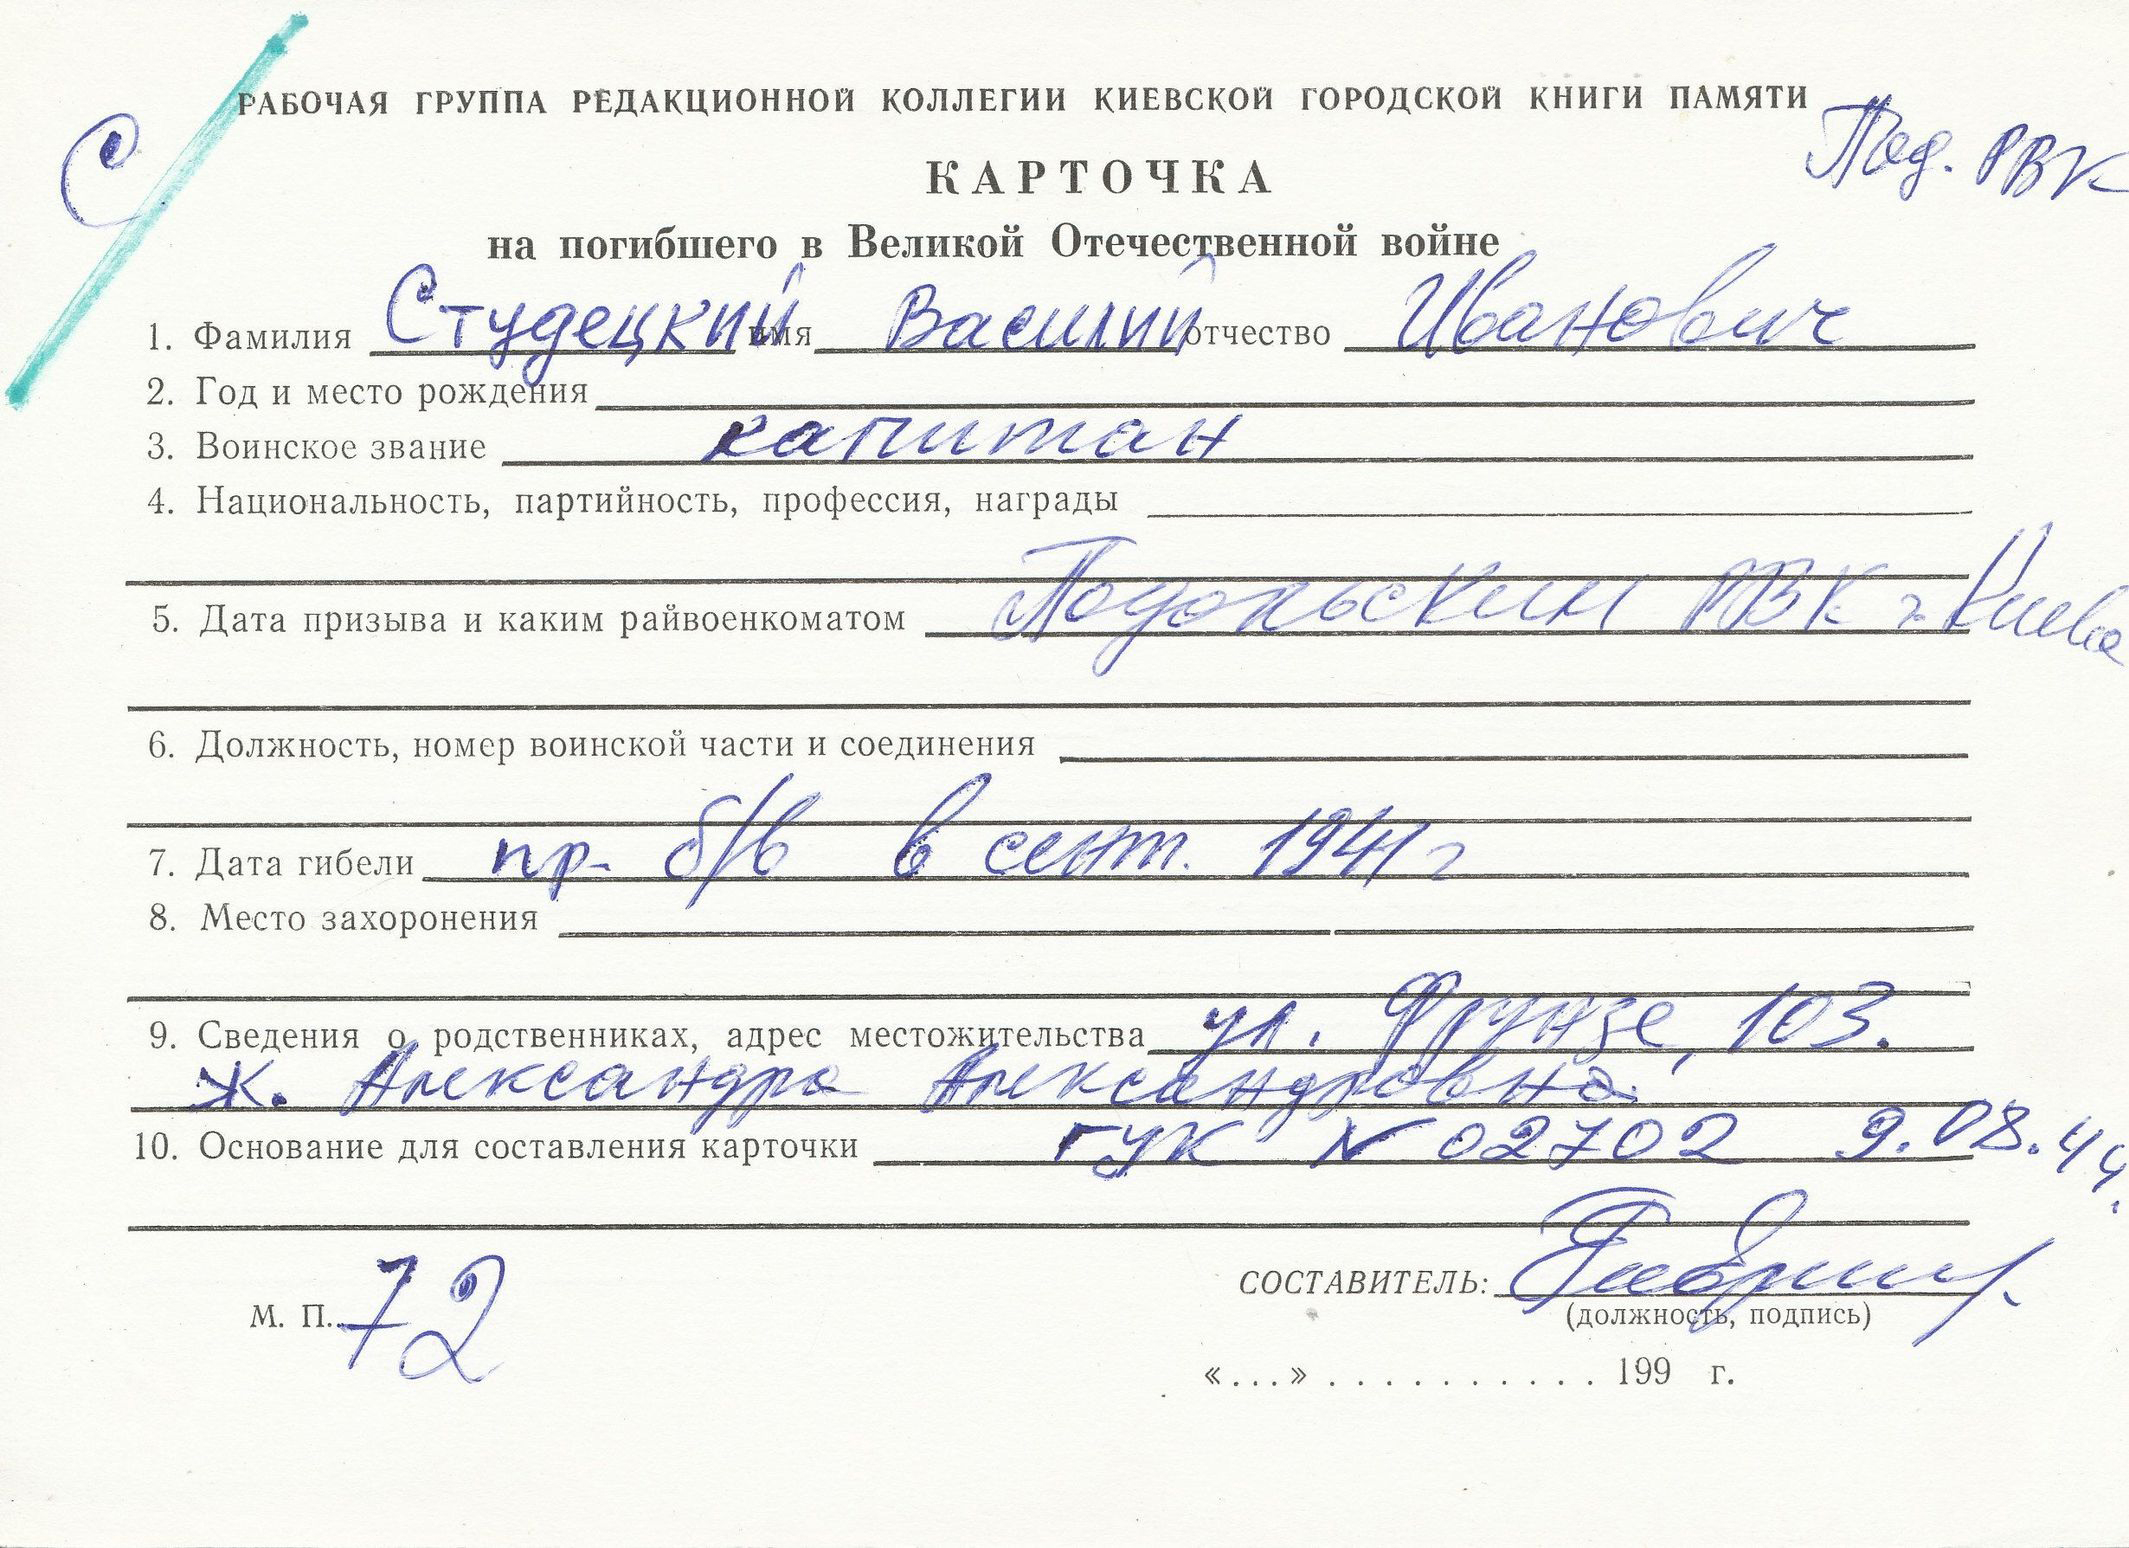 С
РАБОЧАЯ ГРУППА РЕДАКЦИОННОЙ КОЛЛЕГИИ КИЕВСКОЙ ГОРОДСКОЙ КНИГИ ПАМЯТИ
Под. РВК
КАРТОЧКА
на погибшего в Великой Отечественной войне
1. Фамилия Студецкий имя Василий отчество Иванович
2. Год и место рождения
3. Воинское звание капитан
4. Национальность, партийность, профессия, награды
5. Дата призыва и каким райвоенкоматом Подольским РВК г. Киева
6. Должность, номер воинской части и соединения
7. Дата гибели пр- б/в в сент. 1941 г
8. Место захоронения
9. Сведения о родственниках, адрес местожительства ул. Фрунзе, 103.
Ж. Александра Александровна
10. Основание для составления карточки ГУК № 02702 9.08.44.
СОСТАВИТЕЛЬ:
М. П. 72
(должность, подпись)
«...» . . . . . . . . . . . 199 г.